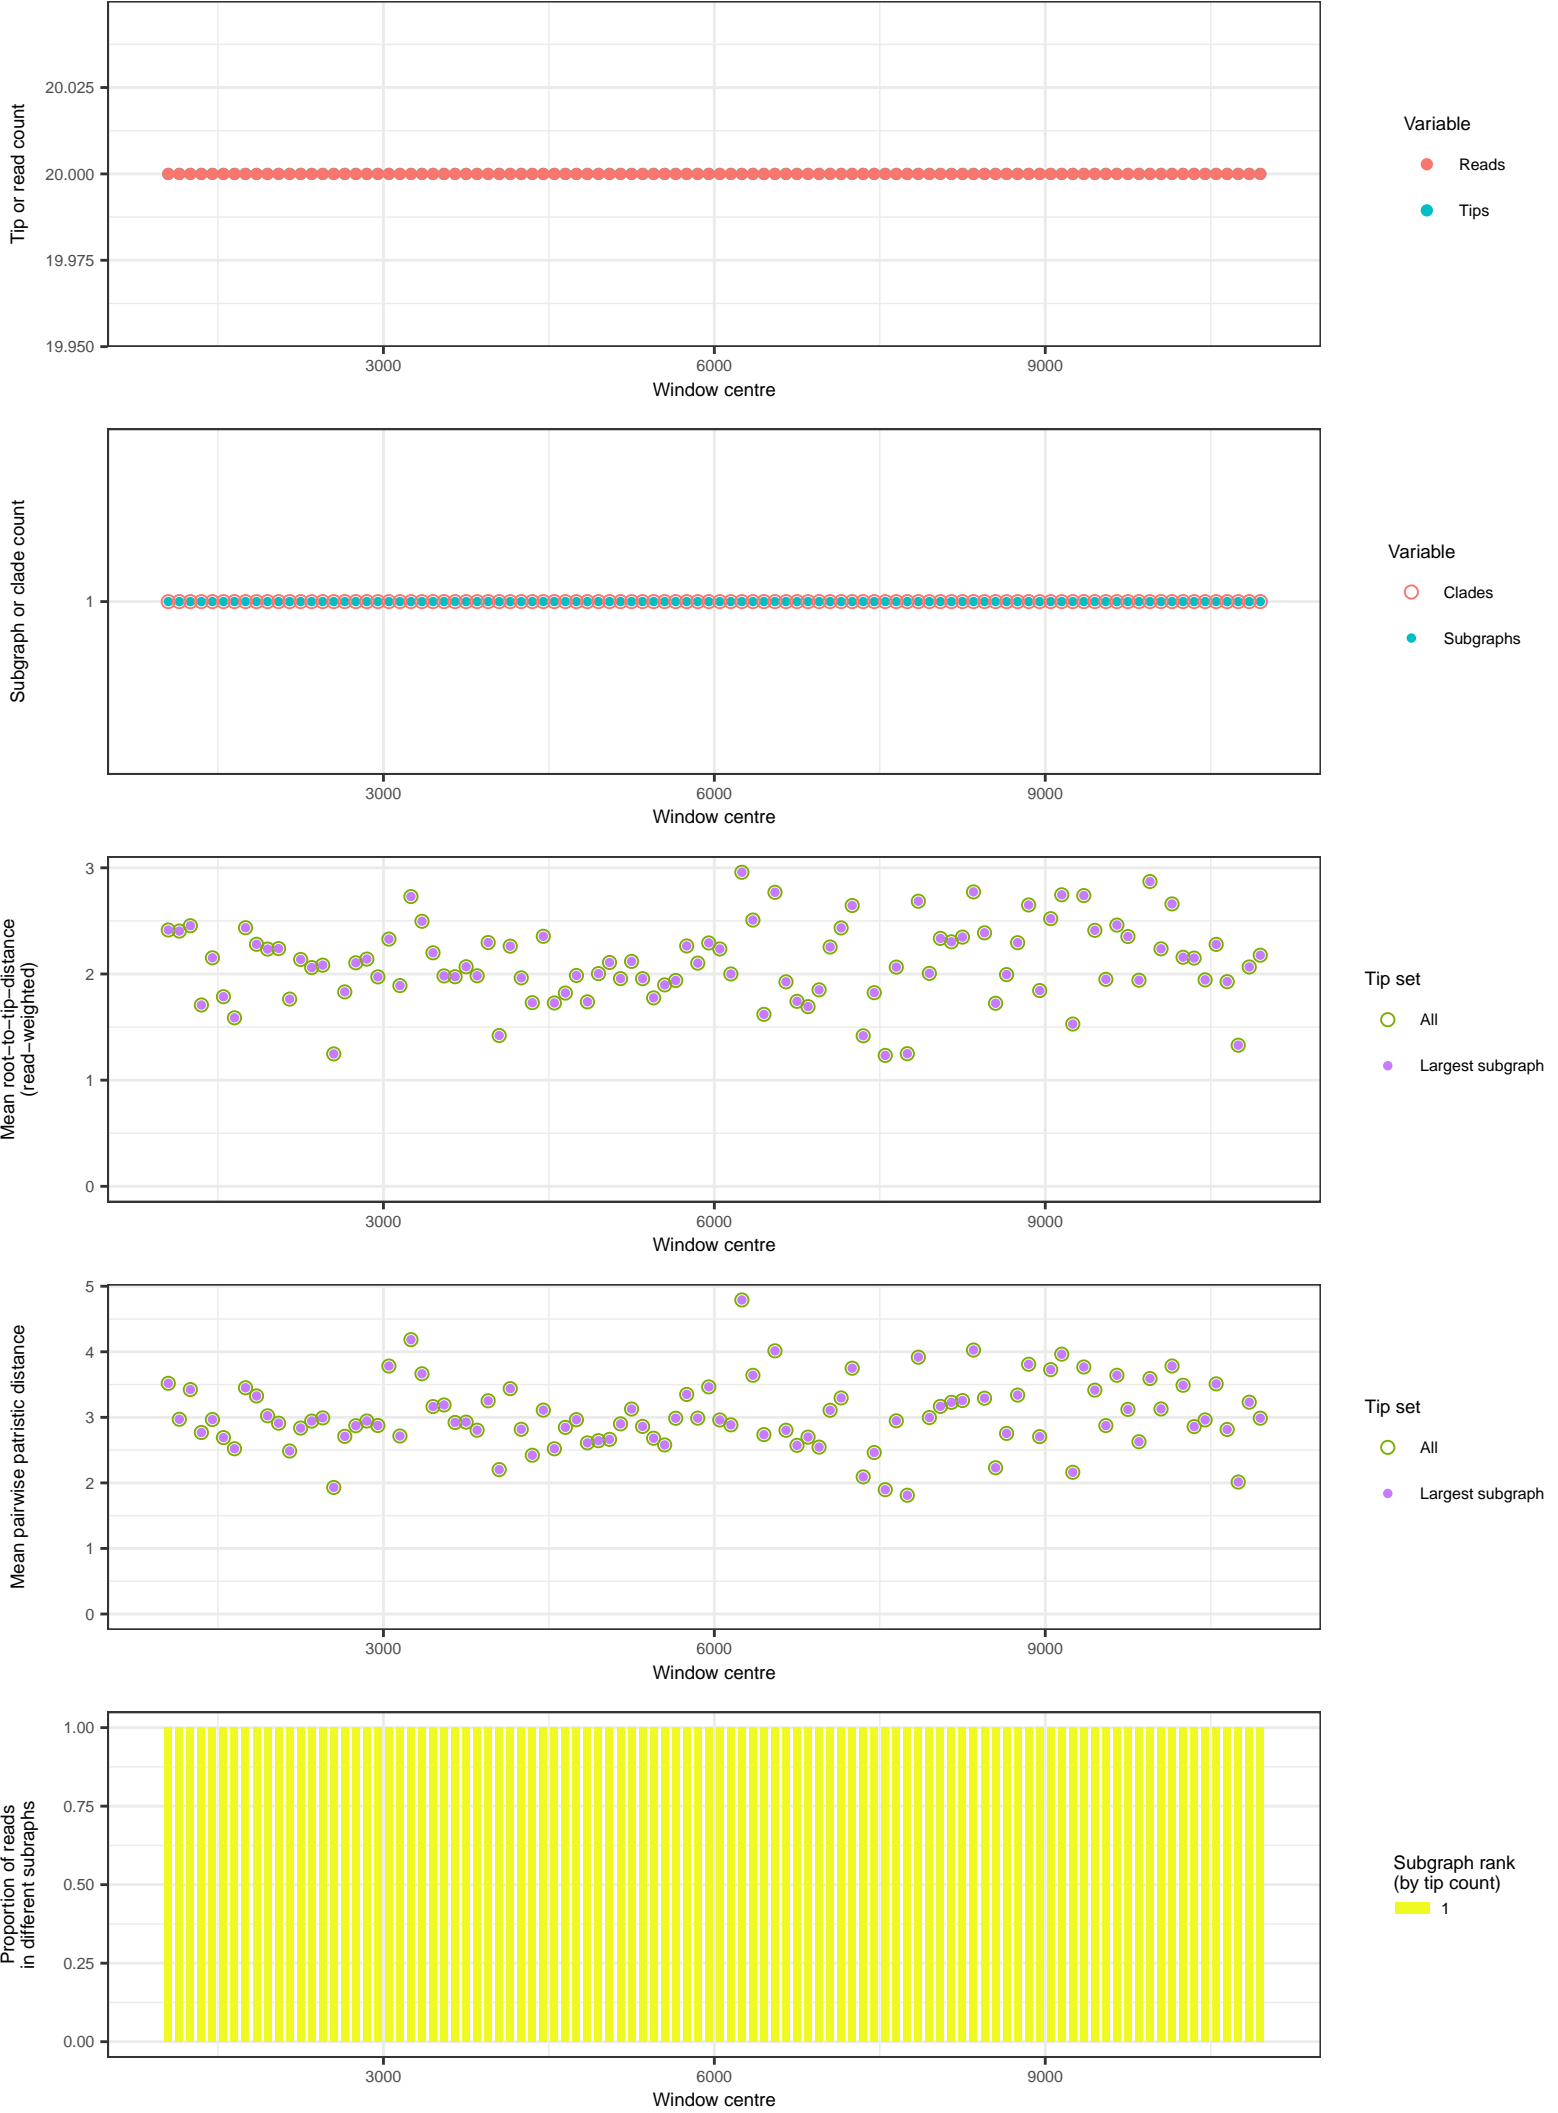 Tip or read count
20.025
20.000
19.975
19.950
3000
6000
9000
Window centre
Variable
Reads
Tips
Subgraph or clade count
1
3000
6000
9000
Window centre
Variable
Clades
Subgraphs
Mean root−to−tip−distance
(read−weighted)
3
2
1
0
3000
6000
9000
Window centre
Tip set
All
Largest subgraph
Mean pairwise patristic distance
5
4
3
2
1
0
3000
6000
9000
Window centre
Tip set
All
Largest subgraph
Proportion of reads
in different subraphs
1.00
0.75
0.50
0.25
0.00
3000
6000
9000
Window centre
Subgraph rank
(by tip count)
1